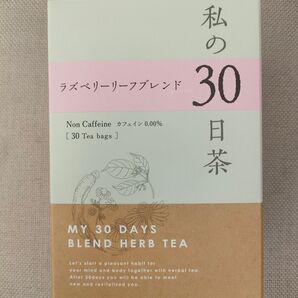 私の30日茶
ラズベリーリーフブレンド
Non Caffeine カフェイン 0.00%
[ 30 Tea bags ]
MY 30 DAYS
BLEND HERB TEA
Let's start a pleasant habit for
your mind and body together with herbal tea.
After 30days you will be able to meet
new and revitalized you.